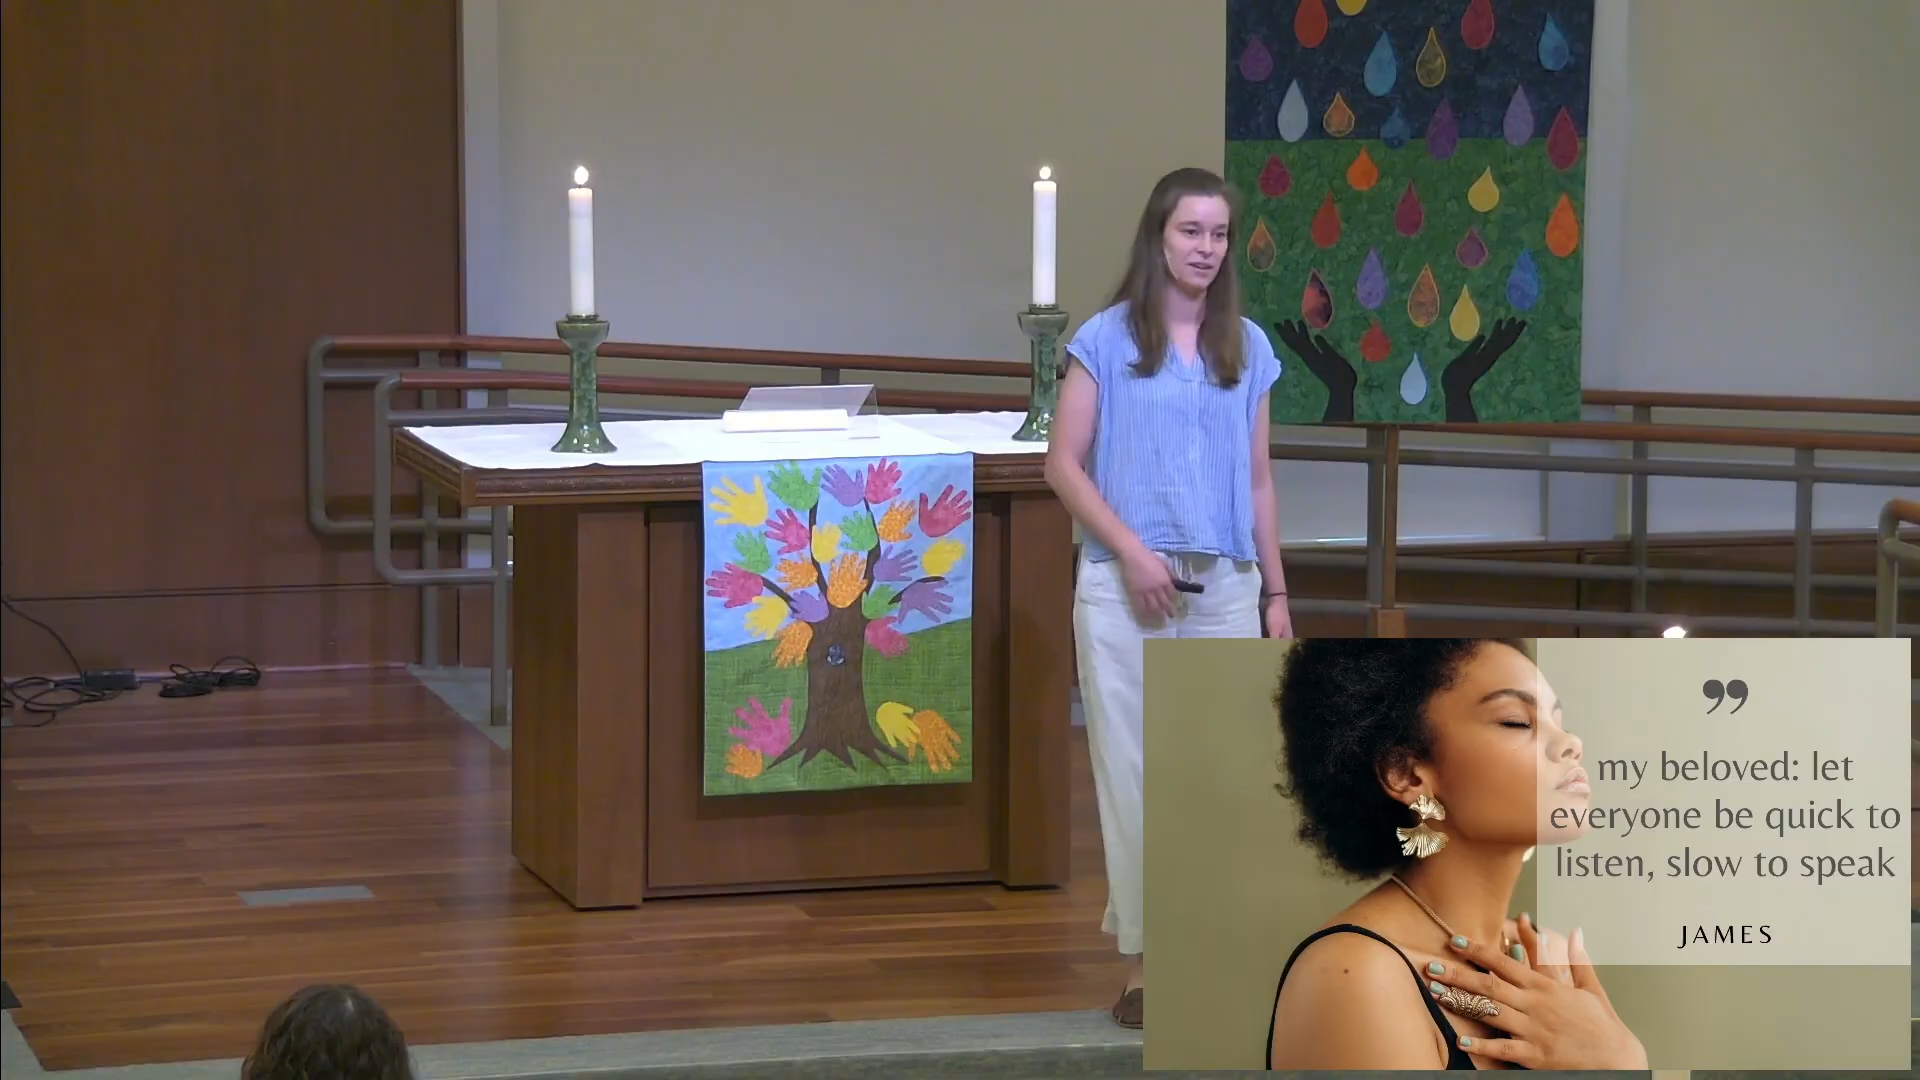 ”
my beloved: let
everyone be quick to
listen, slow to speak
JAMES